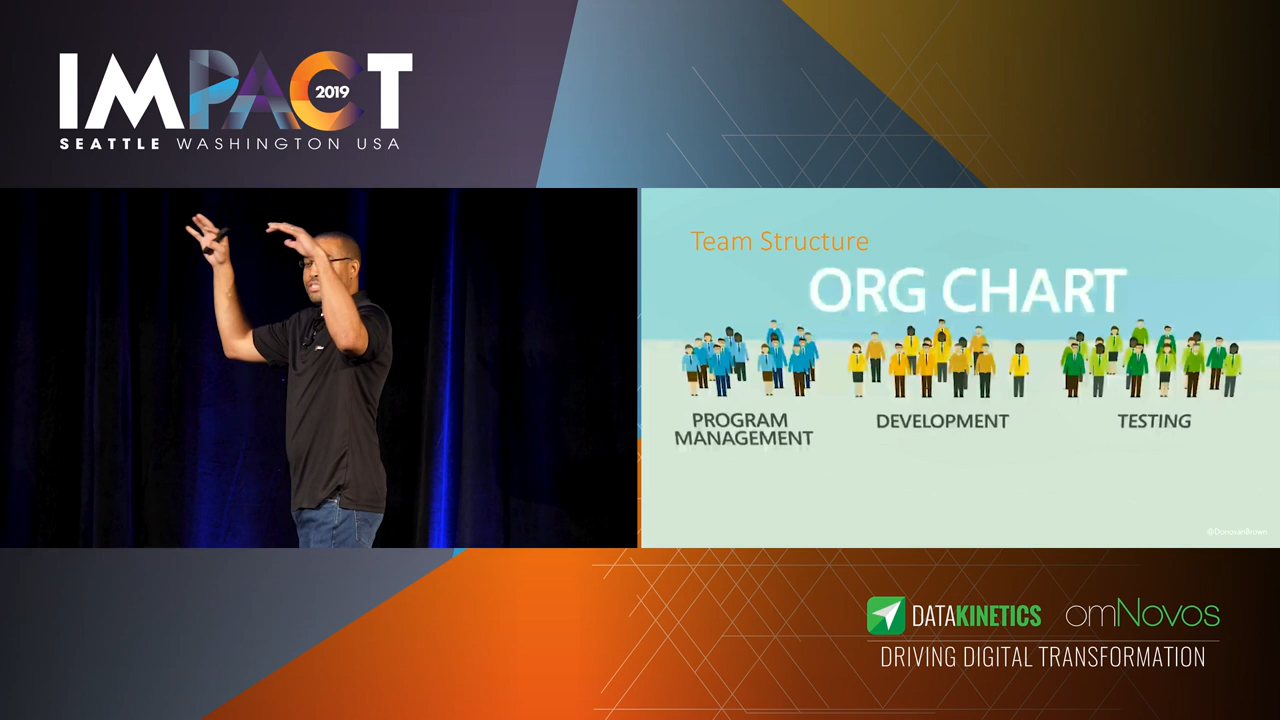 IMPACT
2019
SEATTLE WASHINGTON USA
Team Structure
ORG CHART
PROGRAM
MANAGEMENT
DEVELOPMENT
TESTING
@DonovanBrown
DATAKINETICS
omNovos
DRIVING DIGITAL TRANSFORMATION